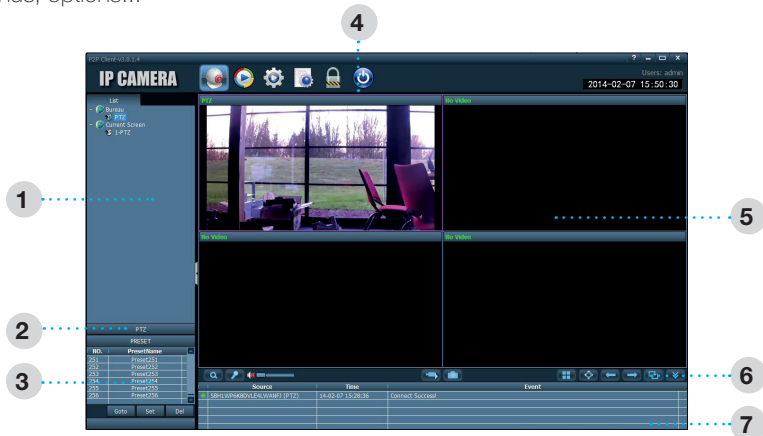 options...
4
P2P Client-v3.0.1.4
? – □ x
IP CAMERA
Users: admin
2014-02-07 15:50:30
List
Bureau
PTZ
Current Screen
1-PTZ
PTZ
No Video
No Video
No Video
1
5
2
PTZ
PRESET
NO. PresetName
251 Preset251
252 Preset252
253 Preset253
254 Preset254
255 Preset255
256 Preset256
3
Goto Set Del
6
Source Time Event
(PTZ) 14-02-07 15:28:36 Connect Success!
7